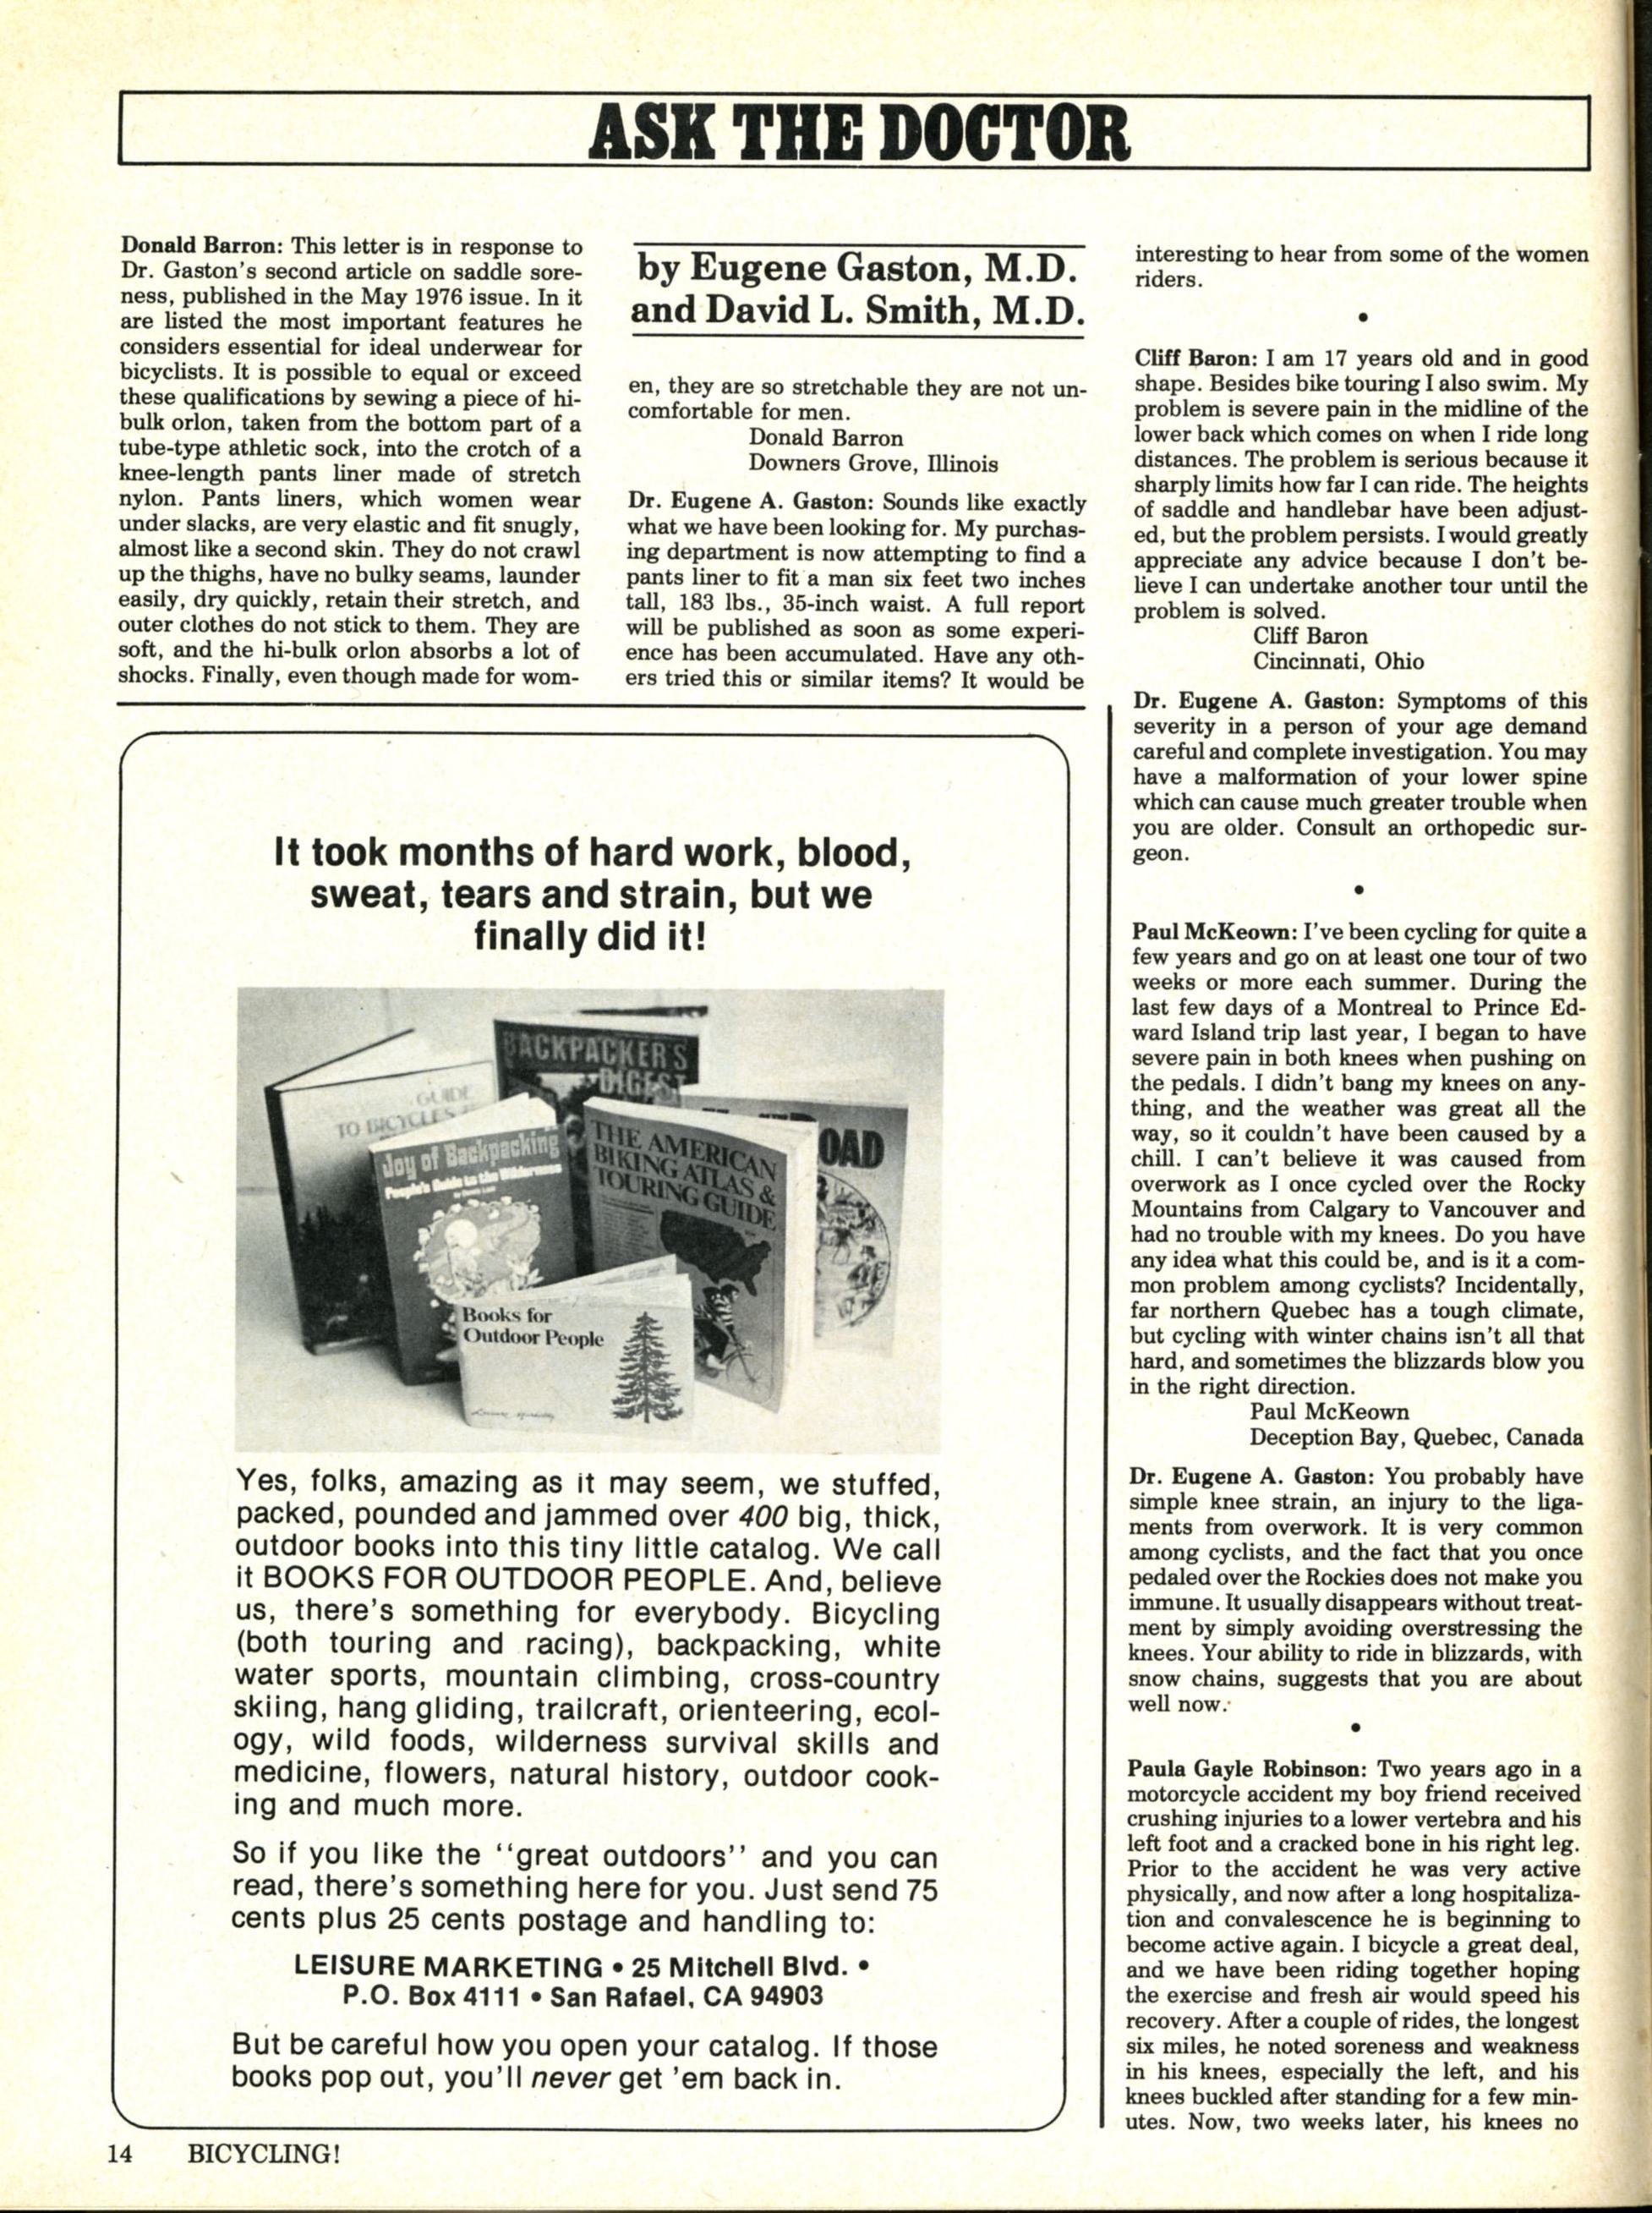 ASK THE DOCTOR
Donald Barron: This letter is in response to
Dr. Gaston's second article on saddle sore-
ness, published in the May 1976 issue. In it
are listed the most important features he
considers essential for ideal underwear for
bicyclists. It is possible to equal or exceed
these qualifications by sewing a piece of hi-
bulk orlon, taken from the bottom part of a
tube-type athletic sock, into the crotch of a
knee-length pants liner made of stretch
nylon. Pants liners, which women wear
under slacks, are very elastic and fit snugly,
almost like a second skin. They do not crawl
up the thighs, have no bulky seams, launder
easily, dry quickly, retain their stretch, and
outer clothes do not stick to them. They are
soft, and the hi-bulk orlon absorbs a lot of
shocks. Finally, even though made for wom-
by Eugene Gaston, M.D.
and David L. Smith, M.D.
en, they are so stretchable they are not un-
comfortable for men.
Donald Barron
Downers Grove, Illinois
Dr. Eugene A. Gaston: Sounds like exactly
what we have been looking for. My purchas-
ing department is now attempting to find a
pants liner to fit a man six feet two inches
tall, 183 lbs., 35-inch waist. A full report
will be published as soon as some experi-
ence has been accumulated. Have any oth-
ers tried this or similar items? It would be
interesting to hear from some of the women
riders.
•
Cliff Baron: I am 17 years old and in good
shape. Besides bike touring I also swim. My
problem is severe pain in the midline of the
lower back which comes on when I ride long
distances. The problem is serious because it
sharply limits how far I can ride. The heights
of saddle and handlebar have been adjust-
ed, but the problem persists. I would greatly
appreciate any advice because I don't be-
lieve I can undertake another tour until the
problem is solved.
Cliff Baron
Cincinnati, Ohio
Dr. Eugene A. Gaston: Symptoms of this
severity in a person of your age demand
careful and complete investigation. You may
have a malformation of your lower spine
which can cause much greater trouble when
you are older. Consult an orthopedic sur-
geon.
•
Paul McKeown: I've been cycling for quite a
few years and go on at least one tour of two
weeks or more each summer. During the
last few days of a Montreal to Prince Ed-
ward Island trip last year, I began to have
severe pain in both knees when pushing on
the pedals. I didn't bang my knees on any-
thing, and the weather was great all the
way, so it couldn't have been caused by a
chill. I can't believe it was caused from
overwork as I once cycled over the Rocky
Mountains from Calgary to Vancouver and
had no trouble with my knees. Do you have
any idea what this could be, and is it a com-
mon problem among cyclists? Incidentally,
far northern Quebec has a tough climate,
but cycling with winter chains isn't all that
hard, and sometimes the blizzards blow you
in the right direction.
Paul McKeown
Deception Bay, Quebec, Canada
Dr. Eugene A. Gaston: You probably have
simple knee strain, an injury to the liga-
ments from overwork. It is very common
among cyclists, and the fact that you once
pedaled over the Rockies does not make you
immune. It usually disappears without treat-
ment by simply avoiding overstressing the
knees. Your ability to ride in blizzards, with
snow chains, suggests that you are about
well now.
•
Paula Gayle Robinson: Two years ago in a
motorcycle accident my boy friend received
crushing injuries to a lower vertebra and his
left foot and a cracked bone in his right leg.
Prior to the accident he was very active
physically, and now after a long hospitaliza-
tion and convalescence he is beginning to
become active again. I bicycle a great deal,
and we have been riding together hoping
the exercise and fresh air would speed his
recovery. After a couple of rides, the longest
six miles, he noted soreness and weakness
in his knees, especially the left, and his
knees buckled after standing for a few min-
utes. Now, two weeks later, his knees no
It took months of hard work, blood,
sweat, tears and strain, but we
finally did it!
BACKPACKER'S
DIGEST
GUIDE
TO BICYCLES
Joy of Backpacking
People's Guide to the Wilderness
THE AMERICAN
BIKING ATLAS &
TOURING GUIDE
OAD
Books for
Outdoor People
Yes, folks, amazing as it may seem, we stuffed,
packed, pounded and jammed over 400 big, thick,
outdoor books into this tiny little catalog. We call
it BOOKS FOR OUTDOOR PEOPLE. And, believe
us, there's something for everybody. Bicycling
(both touring and racing), backpacking, white
water sports, mountain climbing, cross-country
skiing, hang gliding, trailcraft, orienteering, ecol-
ogy, wild foods, wilderness survival skills and
medicine, flowers, natural history, outdoor cook-
ing and much more.
So if you like the "great outdoors" and you can
read, there's something here for you. Just send 75
cents plus 25 cents postage and handling to:
LEISURE MARKETING • 25 Mitchell Blvd. •
P.O. Box 4111 • San Rafael, CA 94903
But be careful how you open your catalog. If those
books pop out, you'll never get 'em back in.
14 BICYCLING!